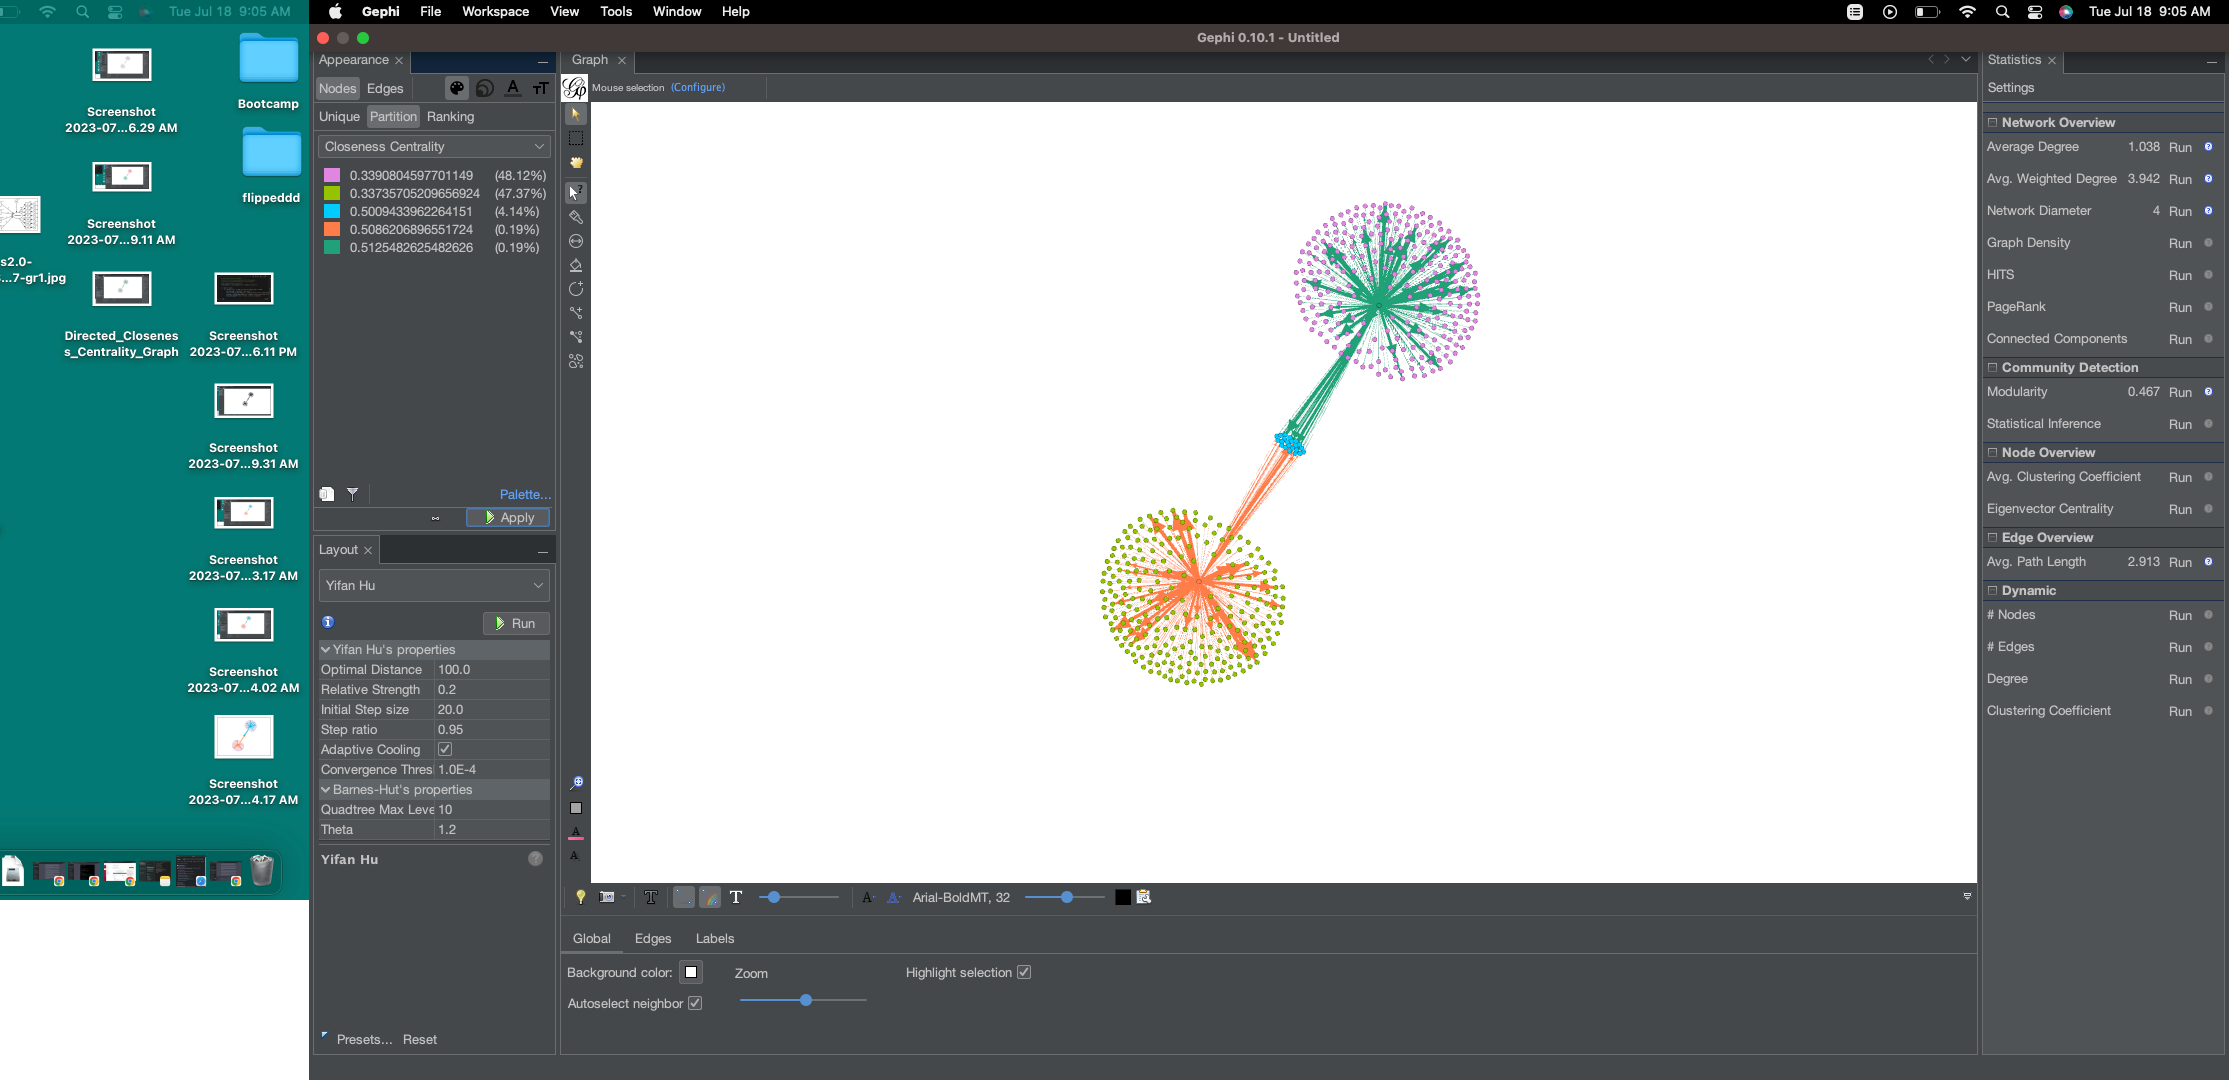 Tue Jul 18 9:05 AM
Gephi File Workspace View Tools Window Help
Tue Jul 18 9:05 AM
Gephi 0.10.1 - Untitled
Screenshot
2023-07...6.29 AM
Bootcamp
Screenshot
2023-07...9.11 AM
flippeddd
s2.0-
...7-gr1.jpg
Directed_Closenes
s_Centrality_Graph
Screenshot
2023-07...6.11 PM
Screenshot
2023-07...9.31 AM
Screenshot
2023-07...3.17 AM
Screenshot
2023-07...4.02 AM
Screenshot
2023-07...4.17 AM
Appearance
Nodes Edges
Unique Partition Ranking
Closeness Centrality
0.3390804597701149 (48.12%)
0.33735705209656924 (47.37%)
0.5009433962264151 (4.14%)
0.5086206896551724 (0.19%)
0.5125482625482626 (0.19%)
Palette...
Apply
Layout
Yifan Hu
Run
Yifan Hu's properties
Optimal Distance 100.0
Relative Strength 0.2
Initial Step size 20.0
Step ratio 0.95
Adaptive Cooling
Convergence Thres 1.0E-4
Barnes-Hut's properties
Quadtree Max Leve 10
Theta 1.2
Yifan Hu
Presets... Reset
Graph
Mouse selection (Configure)
Arial-BoldMT, 32
Global Edges Labels
Background color: Zoom Highlight selection
Autoselect neighbor
Statistics
Settings
Network Overview
Average Degree 1.038 Run
Avg. Weighted Degree 3.942 Run
Network Diameter 4 Run
Graph Density Run
HITS Run
PageRank Run
Connected Components Run
Community Detection
Modularity 0.467 Run
Statistical Inference Run
Node Overview
Avg. Clustering Coefficient Run
Eigenvector Centrality Run
Edge Overview
Avg. Path Length 2.913 Run
Dynamic
# Nodes Run
# Edges Run
Degree Run
Clustering Coefficient Run